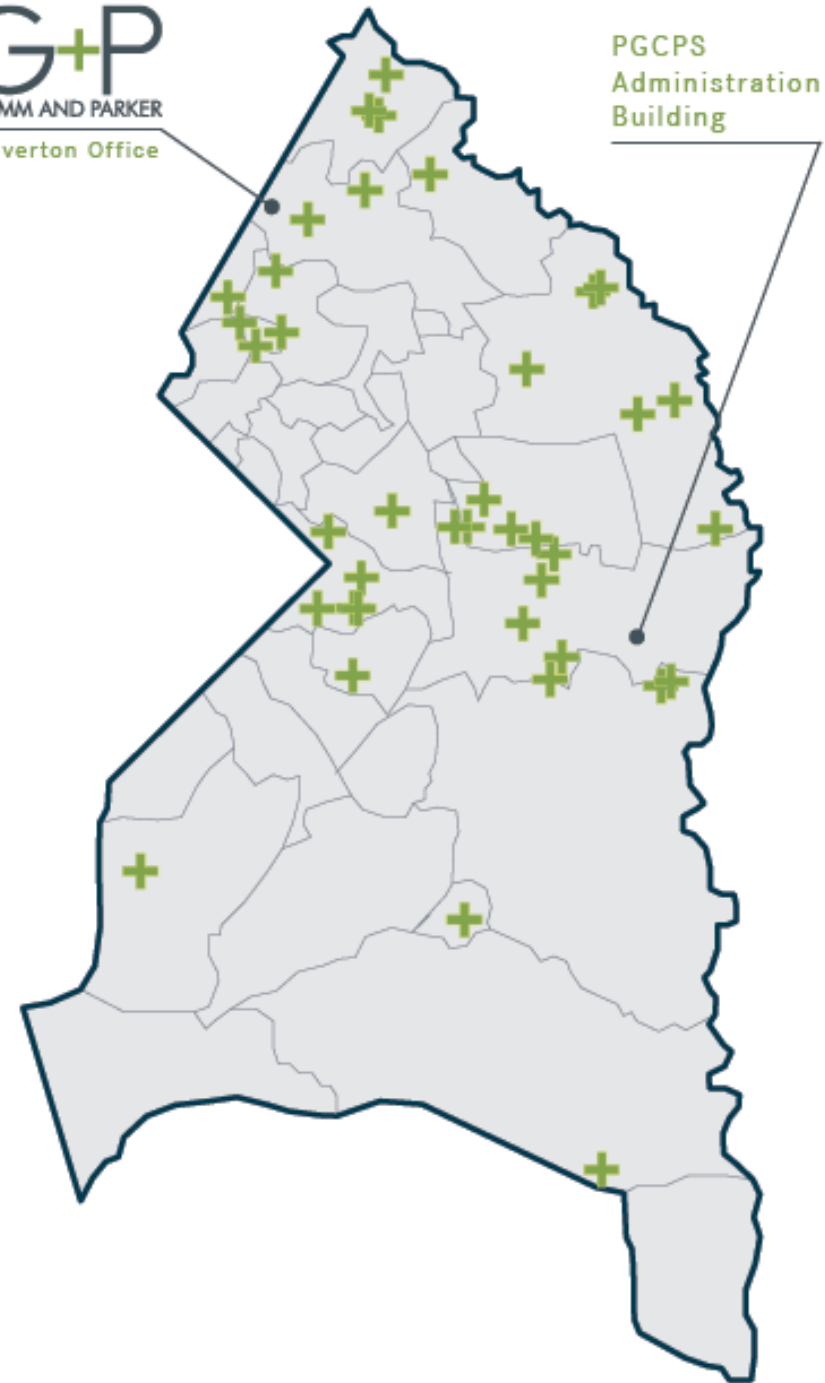 G+P
MM AND PARKER
verton Office
PGCPS
Administration
Building